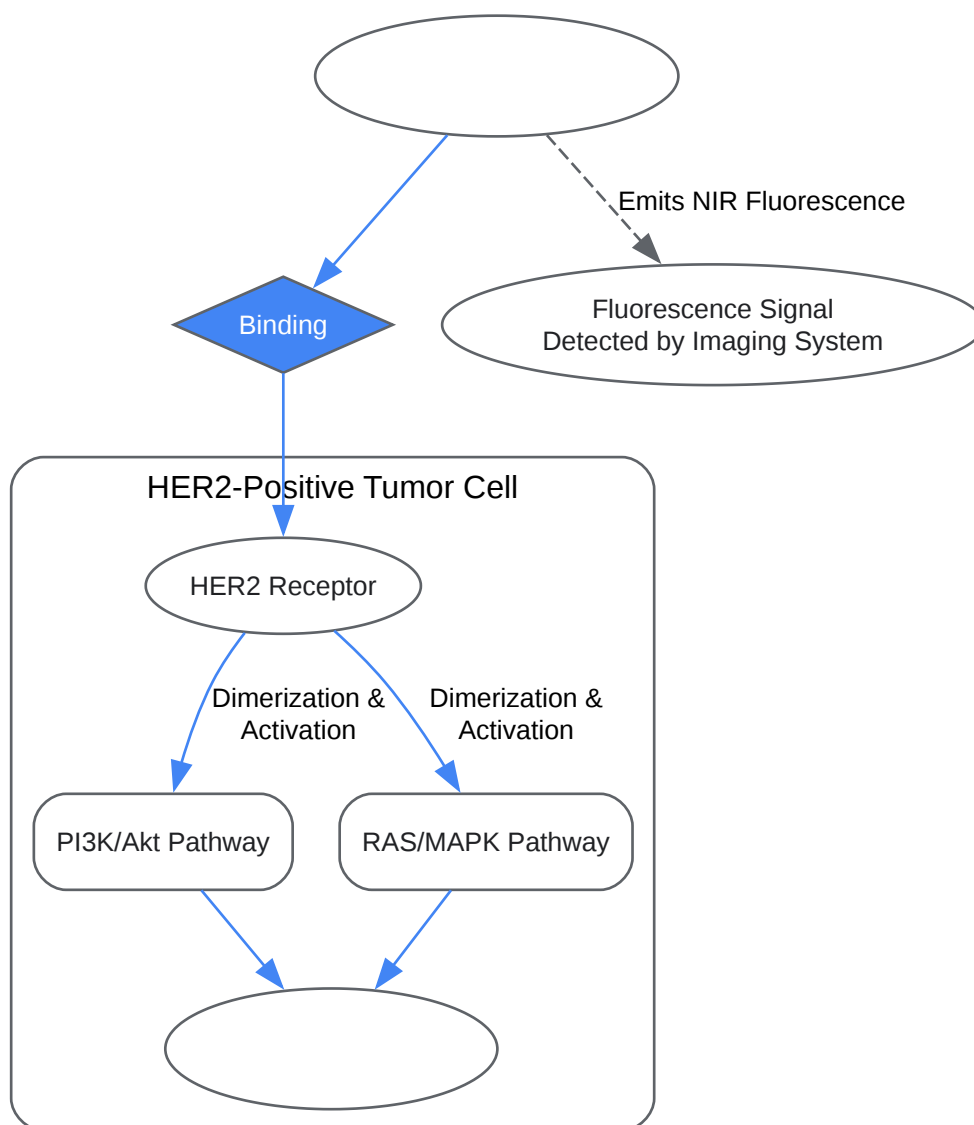 Emits NIR Fluorescence
Binding
Fluorescence Signal
Detected by Imaging System
HER2-Positive Tumor Cell
HER2 Receptor
Dimerization &
Activation
Dimerization &
Activation
PI3K/Akt Pathway
RAS/MAPK Pathway